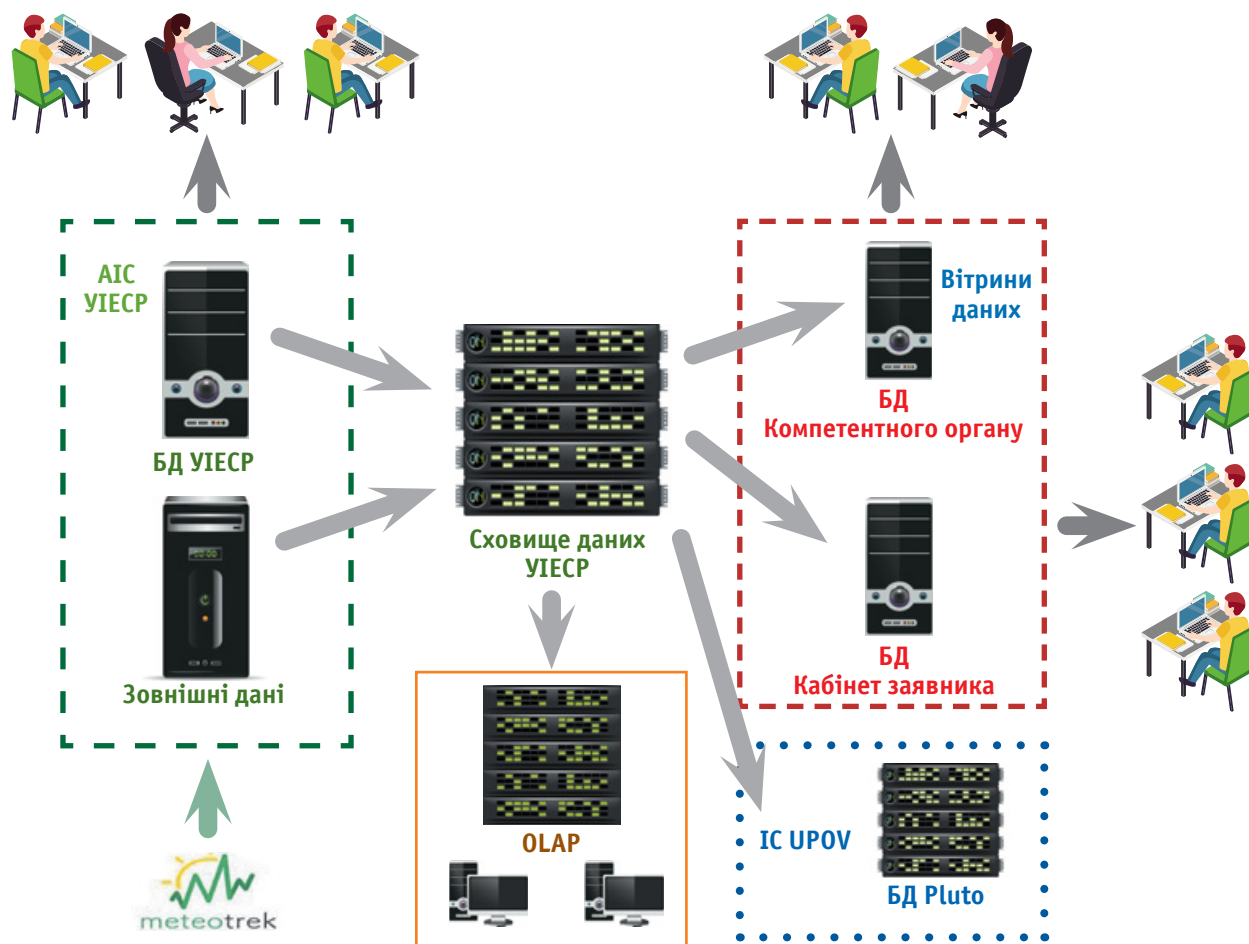 АІС
УІЕСР
БД УІЕСР
Зовнішні дані
meteotrek
Сховище даних
УІЕСР
OLAP
Вітрини
даних
БД
Компетентного органу
БД
Кабінет заявника
ІС UPOV
БД Pluto